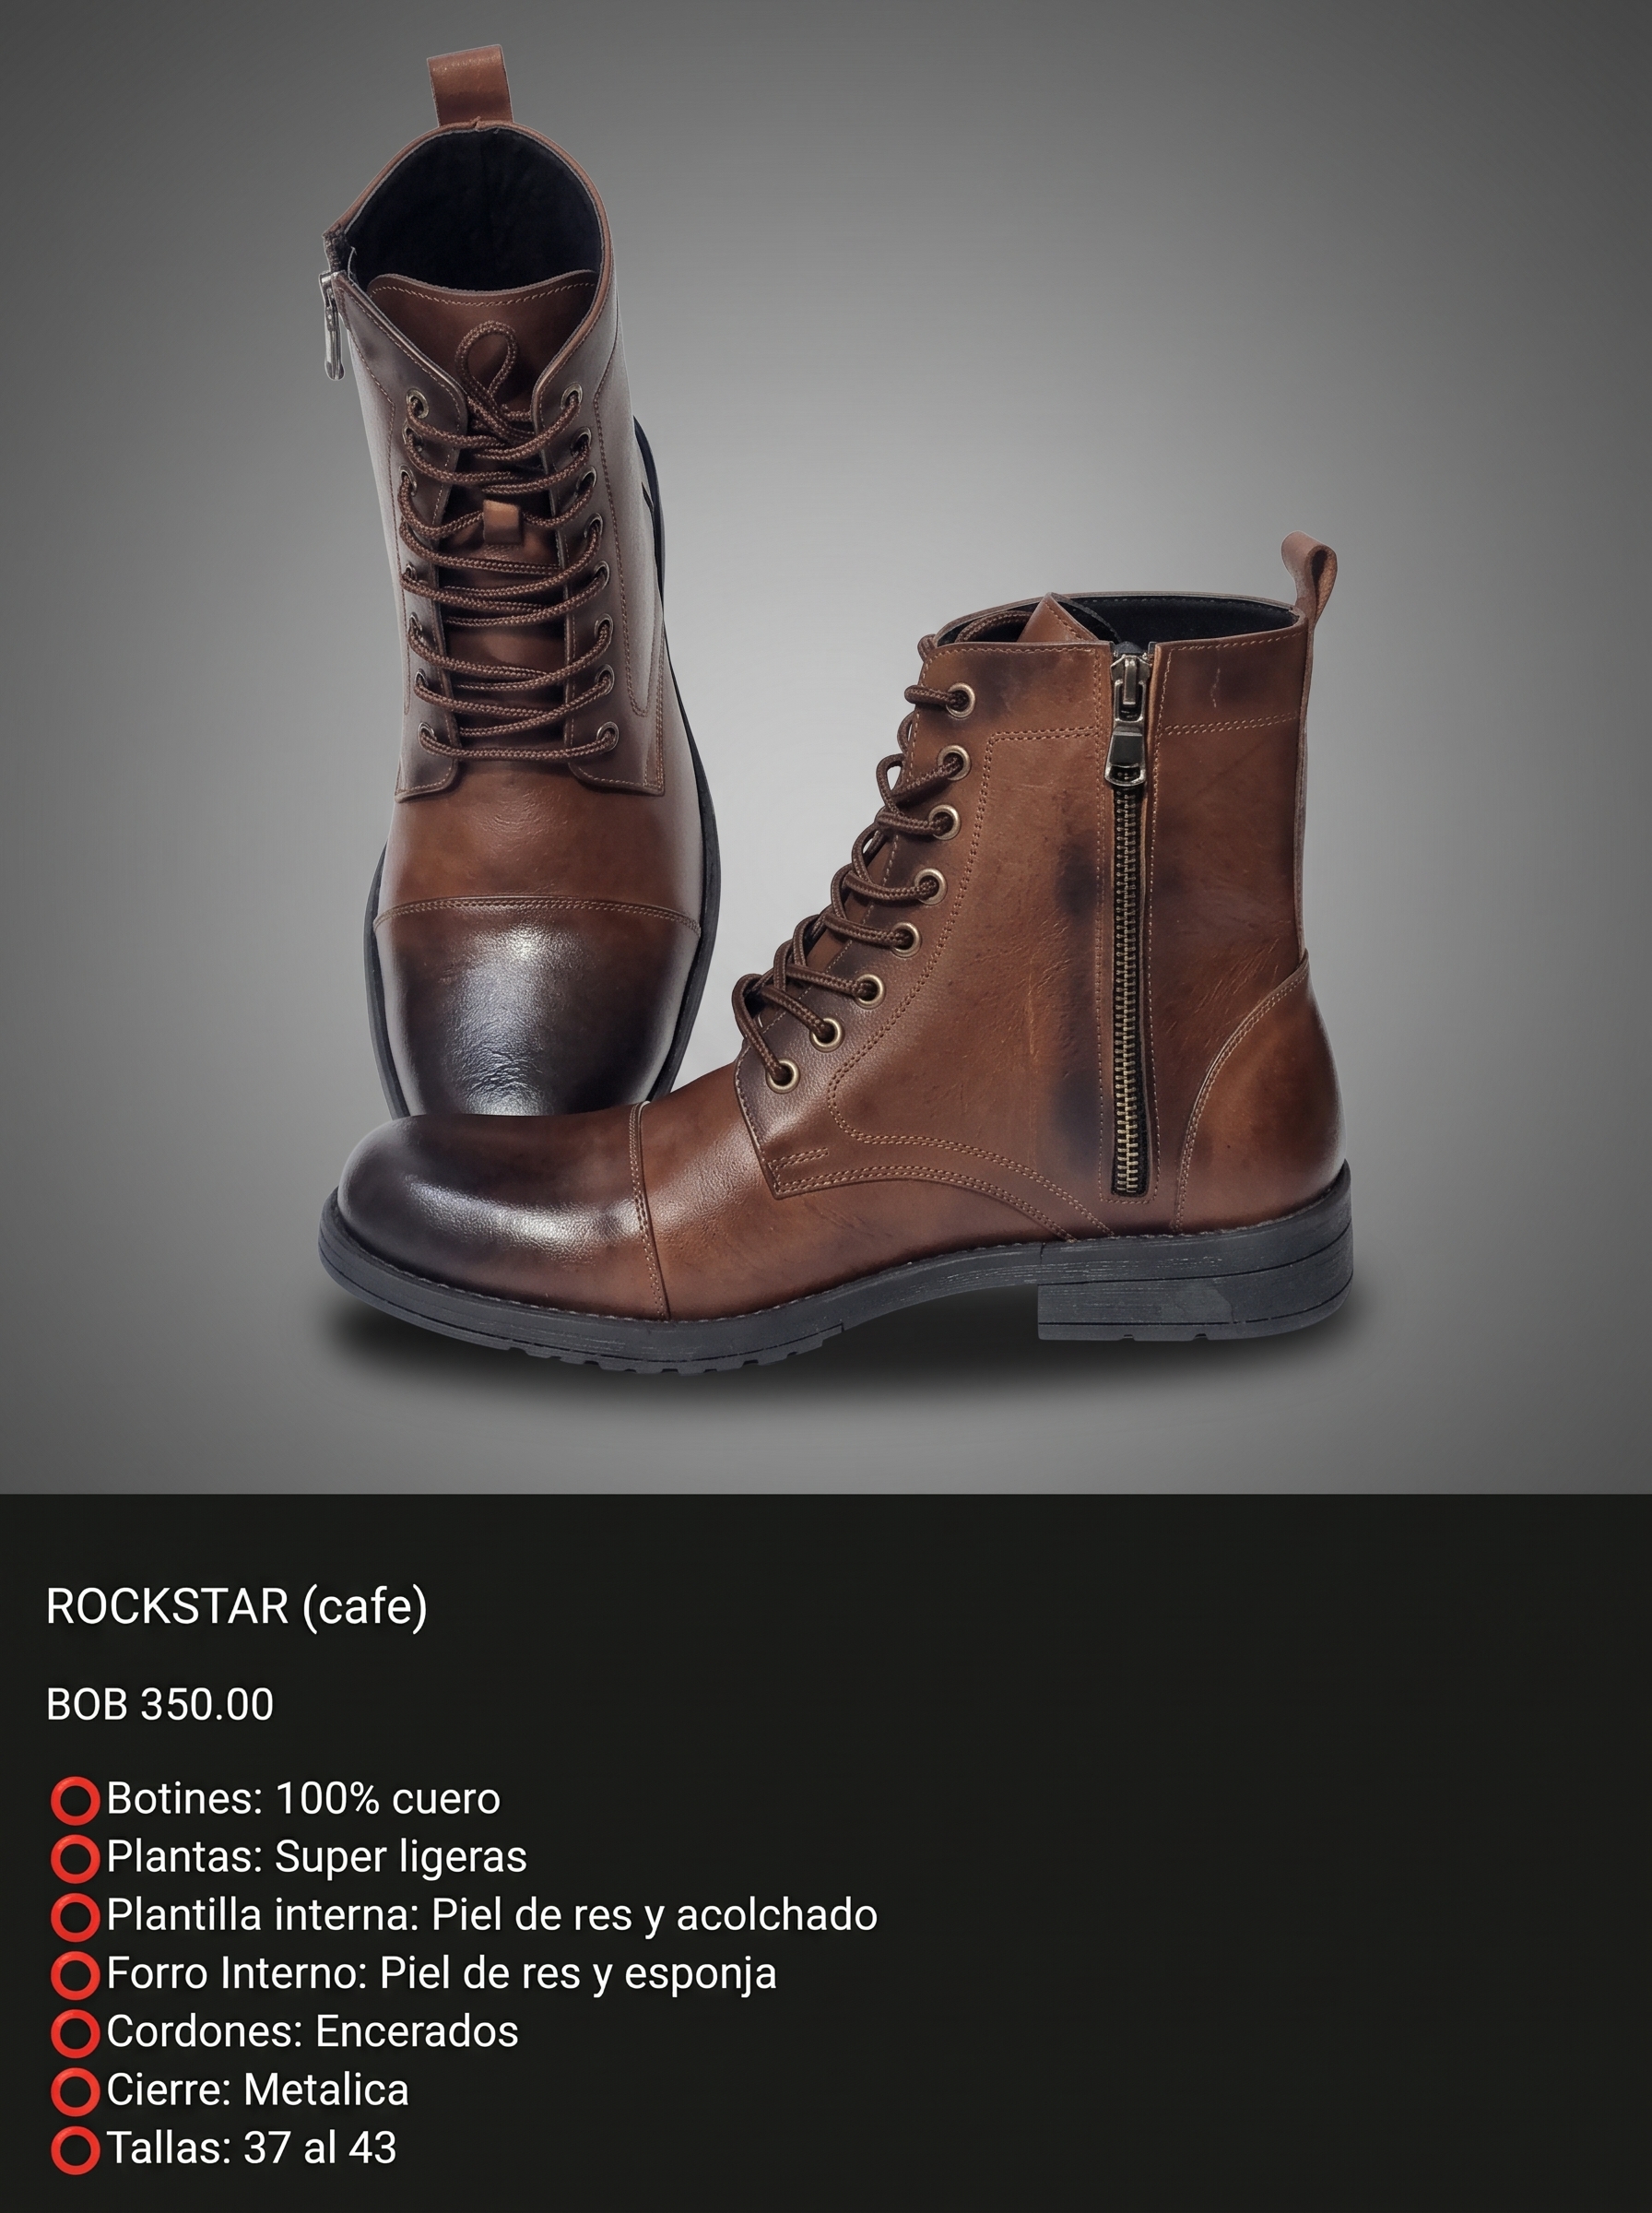 ROCKSTAR (cafe)
BOB 350.00
⭕Botines: 100% cuero
⭕Plantas: Super ligeras
⭕Plantilla interna: Piel de res y acolchado
⭕Forro Interno: Piel de res y esponja
⭕Cordones: Encerados
⭕Cierre: Metalica
⭕Tallas: 37 al 43